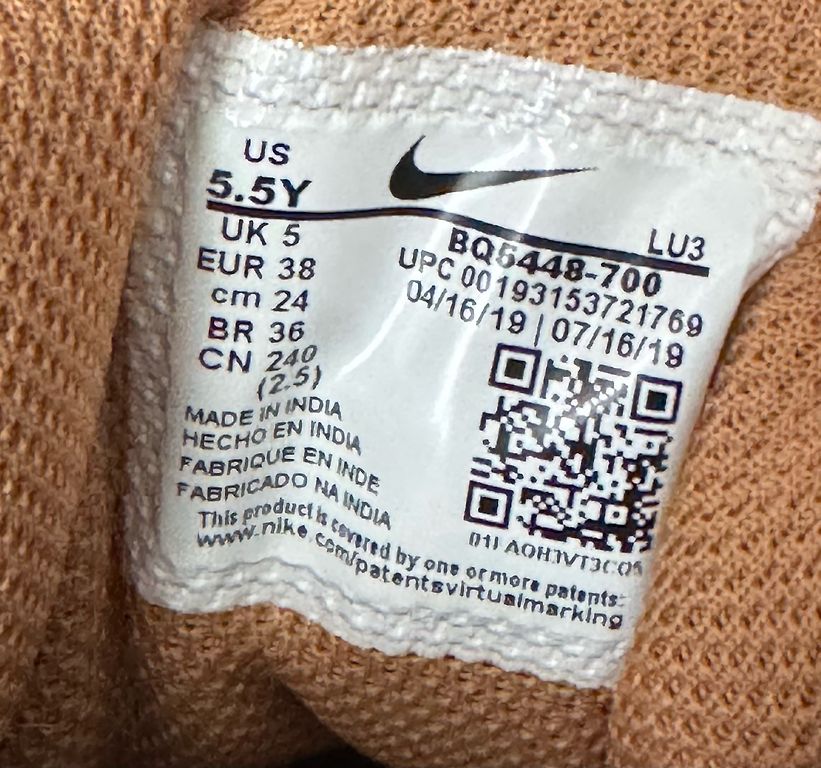 US
5.5Y
UK 5
EUR 38
cm 24
BR 36
CN 240
(2.5)
LU3
BQ5448-700
UPC 00193153721769
04/16/19 | 07/16/19
MADE IN INDIA
HECHO EN INDIA
FABRIQUE EN INDE
FABRICADO NA INDIA
This product is covered by one or more patents:
www.nike.com/patentsvirtualmarking